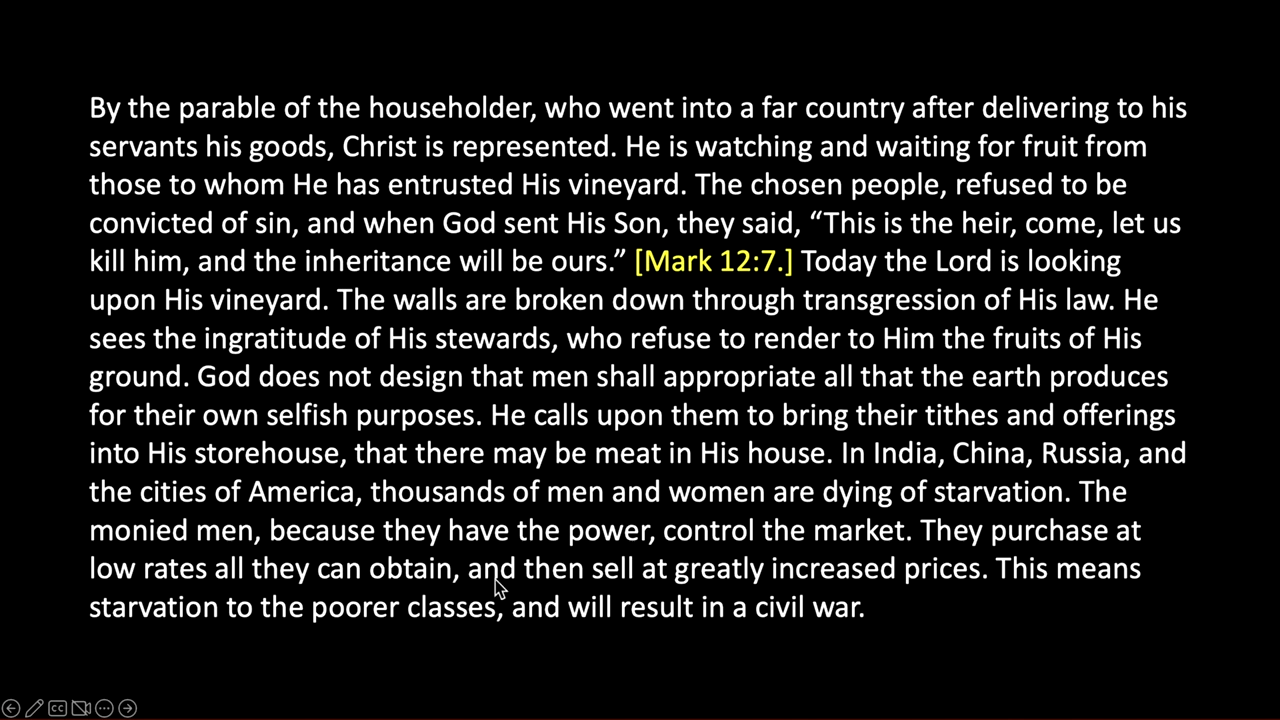 By the parable of the householder, who went into a far country after delivering to his
servants his goods, Christ is represented. He is watching and waiting for fruit from
those to whom He has entrusted His vineyard. The chosen people, refused to be
convicted of sin, and when God sent His Son, they said, “This is the heir, come, let us
kill him, and the inheritance will be ours.” [Mark 12:7.] Today the Lord is looking
upon His vineyard. The walls are broken down through transgression of His law. He
sees the ingratitude of His stewards, who refuse to render to Him the fruits of His
ground. God does not design that men shall appropriate all that the earth produces
for their own selfish purposes. He calls upon them to bring their tithes and offerings
into His storehouse, that there may be meat in His house. In India, China, Russia, and
the cities of America, thousands of men and women are dying of starvation. The
monied men, because they have the power, control the market. They purchase at
low rates all they can obtain, and then sell at greatly increased prices. This means
starvation to the poorer classes, and will result in a civil war.
CC